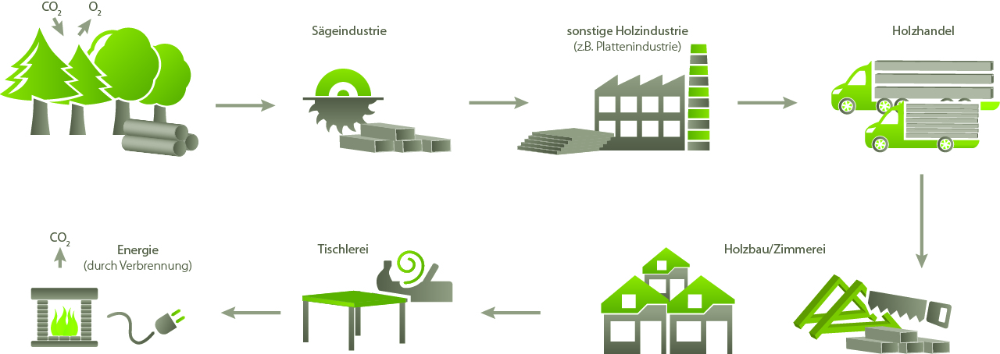 CO₂
O₂
Sägeindustrie
sonstige Holzindustrie
(z.B. Plattenindustrie)
Holzhandel
CO₂
Energie
(durch Verbrennung)
Tischlerei
Holzbau/Zimmerei